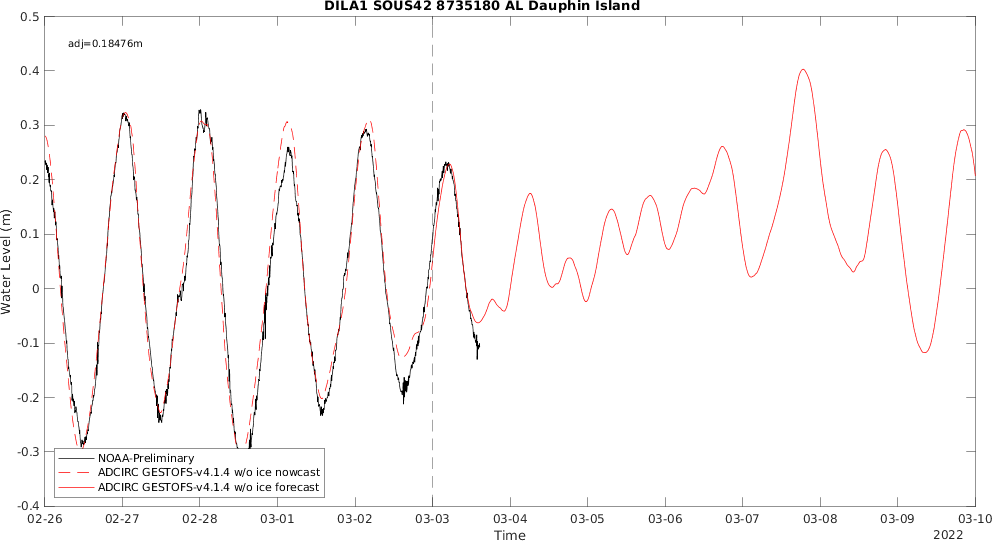 DILA1 SOUS42 8735180 AL Dauphin Island
adj=0.18476m
0.5
0.4
0.3
0.2
0.1
0
-0.1
-0.2
-0.3
-0.4
Water Level (m)
NOAA-Preliminary
ADCIRC GESTOFS-v4.1.4 w/o ice nowcast
ADCIRC GESTOFS-v4.1.4 w/o ice forecast
02-26 02-27 02-28 03-01 03-02 03-03 03-04 03-05 03-06 03-07 03-08 03-09 03-10
Time
2022